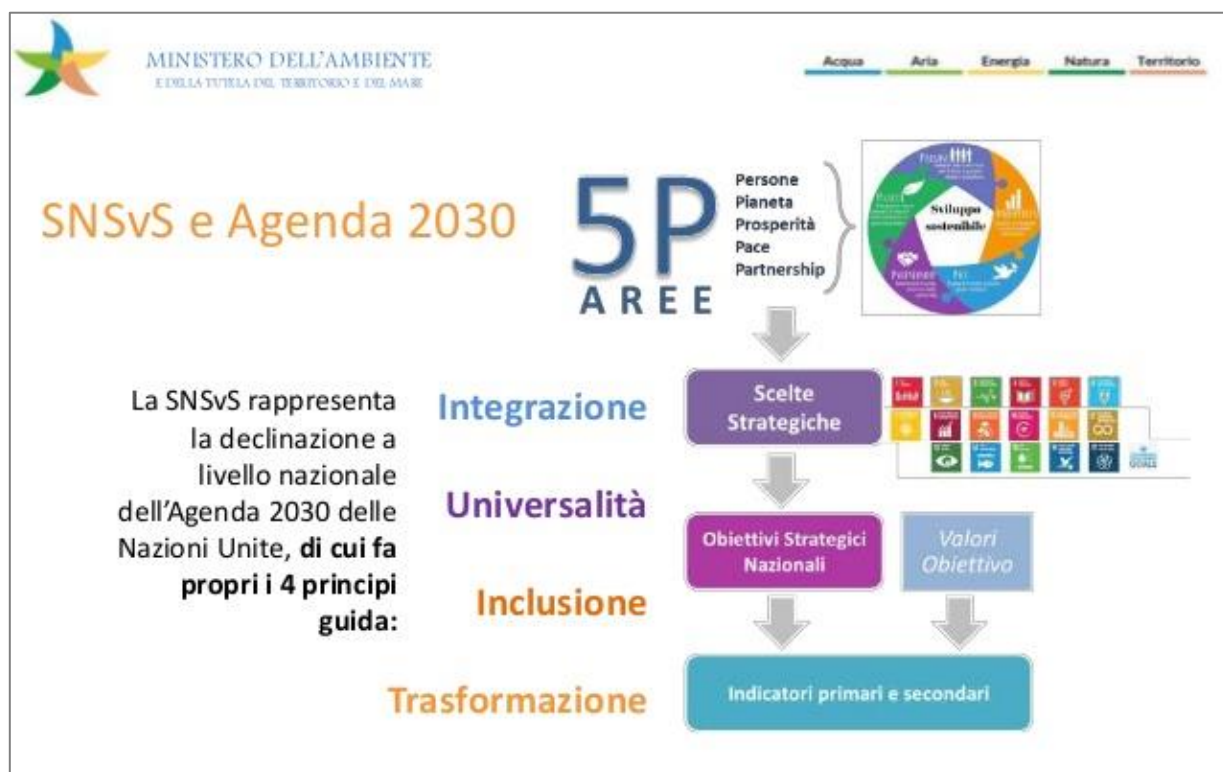 MINISTERO DELL'AMBIENTE
E DELLA TUTELA DEL TERRITORIO E DEL MARE
Acqua Aria Energia Natura Territorio
SNSvS e Agenda 2030
5P
AREE
Persone
Pianeta
Prosperità
Pace
Partnership
Sviluppo
sostenibile
La SNSvS rappresenta
la declinazione a
livello nazionale
dell'Agenda 2030 delle
Nazioni Unite, di cui fa
propri i 4 principi
guida:
Integrazione
Universalità
Inclusione
Trasformazione
Scelte
Strategiche
Obiettivi Strategici
Nazionali
Valori
Obiettivo
Indicatori primari e secondari